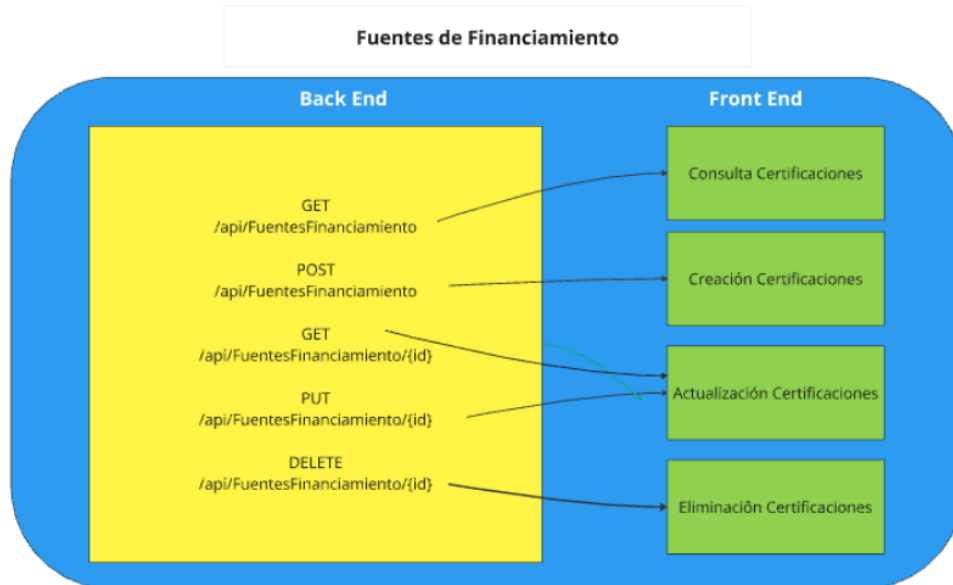 Fuentes de Financiamiento
Back End
Front End
GET
/api/FuentesFinanciamiento
POST
/api/FuentesFinanciamiento
GET
/api/FuentesFinanciamiento/{id}
PUT
/api/FuentesFinanciamiento/{id}
DELETE
/api/FuentesFinanciamiento/{id}
Consulta Certificaciones
Creación Certificaciones
Actualización Certificaciones
Eliminación Certificaciones